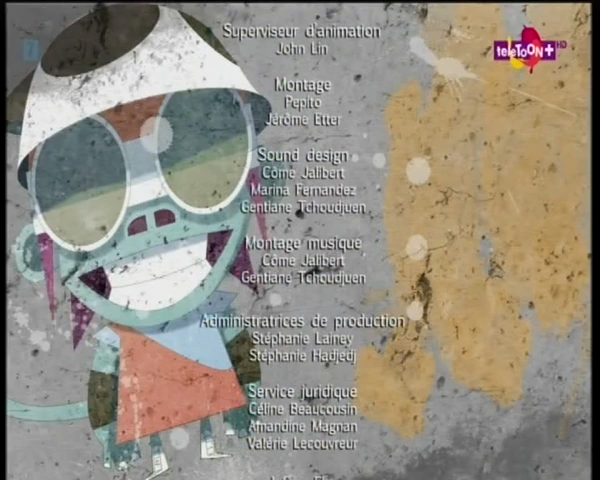 Superviseur d'animation
teleTOON+ HD
John Lin
Montage
Pepito
Jérôme Etter
Sound design
Côme Jalibert
Marina Fernandez
Gentiane Tchoudjuen
Montage musique
Côme Jalibert
Gentiane Tchoudjuen
Administratrices de production
Stéphanie Lainey
Stéphanie Hadjedj
Service juridique
Céline Beaucousin
Amandine Magnan
Valérie Lecouvreur